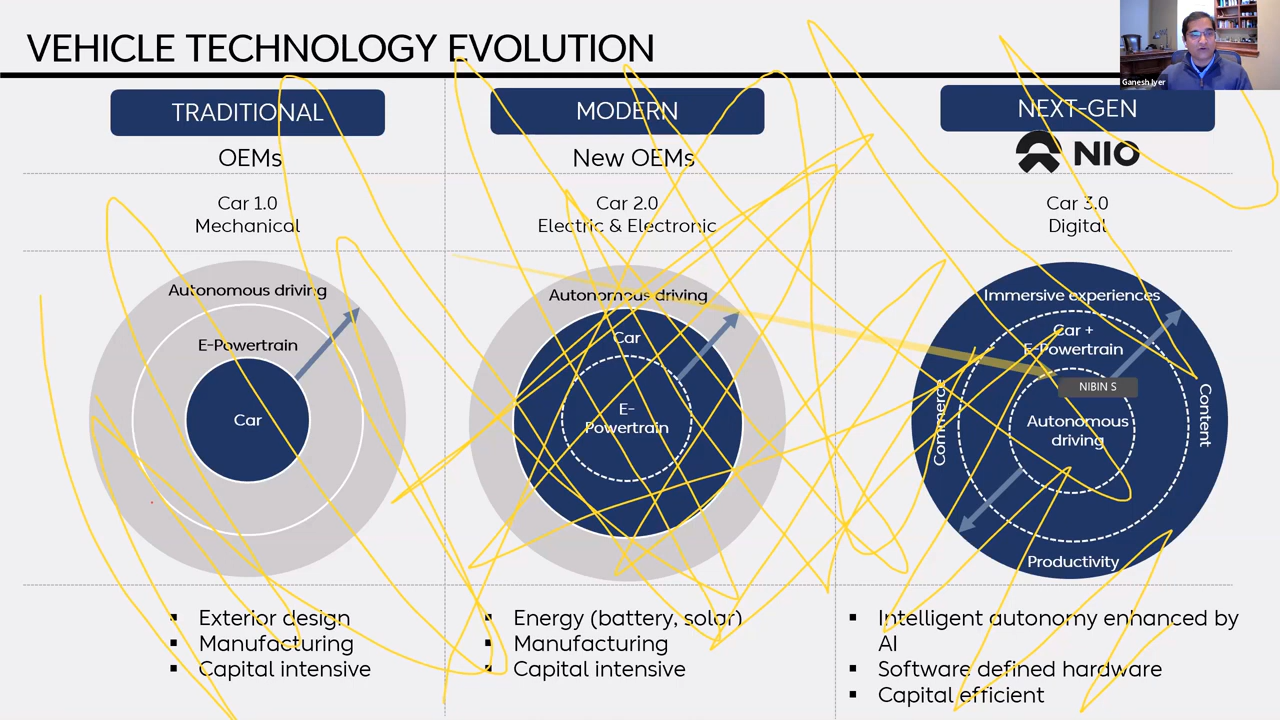 VEHICLE TECHNOLOGY EVOLUTION
Ganesh Iyer
TRADITIONAL
OEMs
Car 1.0
Mechanical
Autonomous driving
E-Powertrain
Car
Exterior design
Manufacturing
Capital intensive
MODERN
New OEMs
Car 2.0
Electric & Electronic
Autonomous driving
Car
E-
Powertrain
Energy (battery, solar)
Manufacturing
Capital intensive
NEXT-GEN
NIO
Car 3.0
Digital
Immersive experiences
Car +
E-Powertrain
NIBIN S
Commerce
Autonomous
driving
Content
Productivity
Intelligent autonomy enhanced by
AI
Software defined hardware
Capital efficient